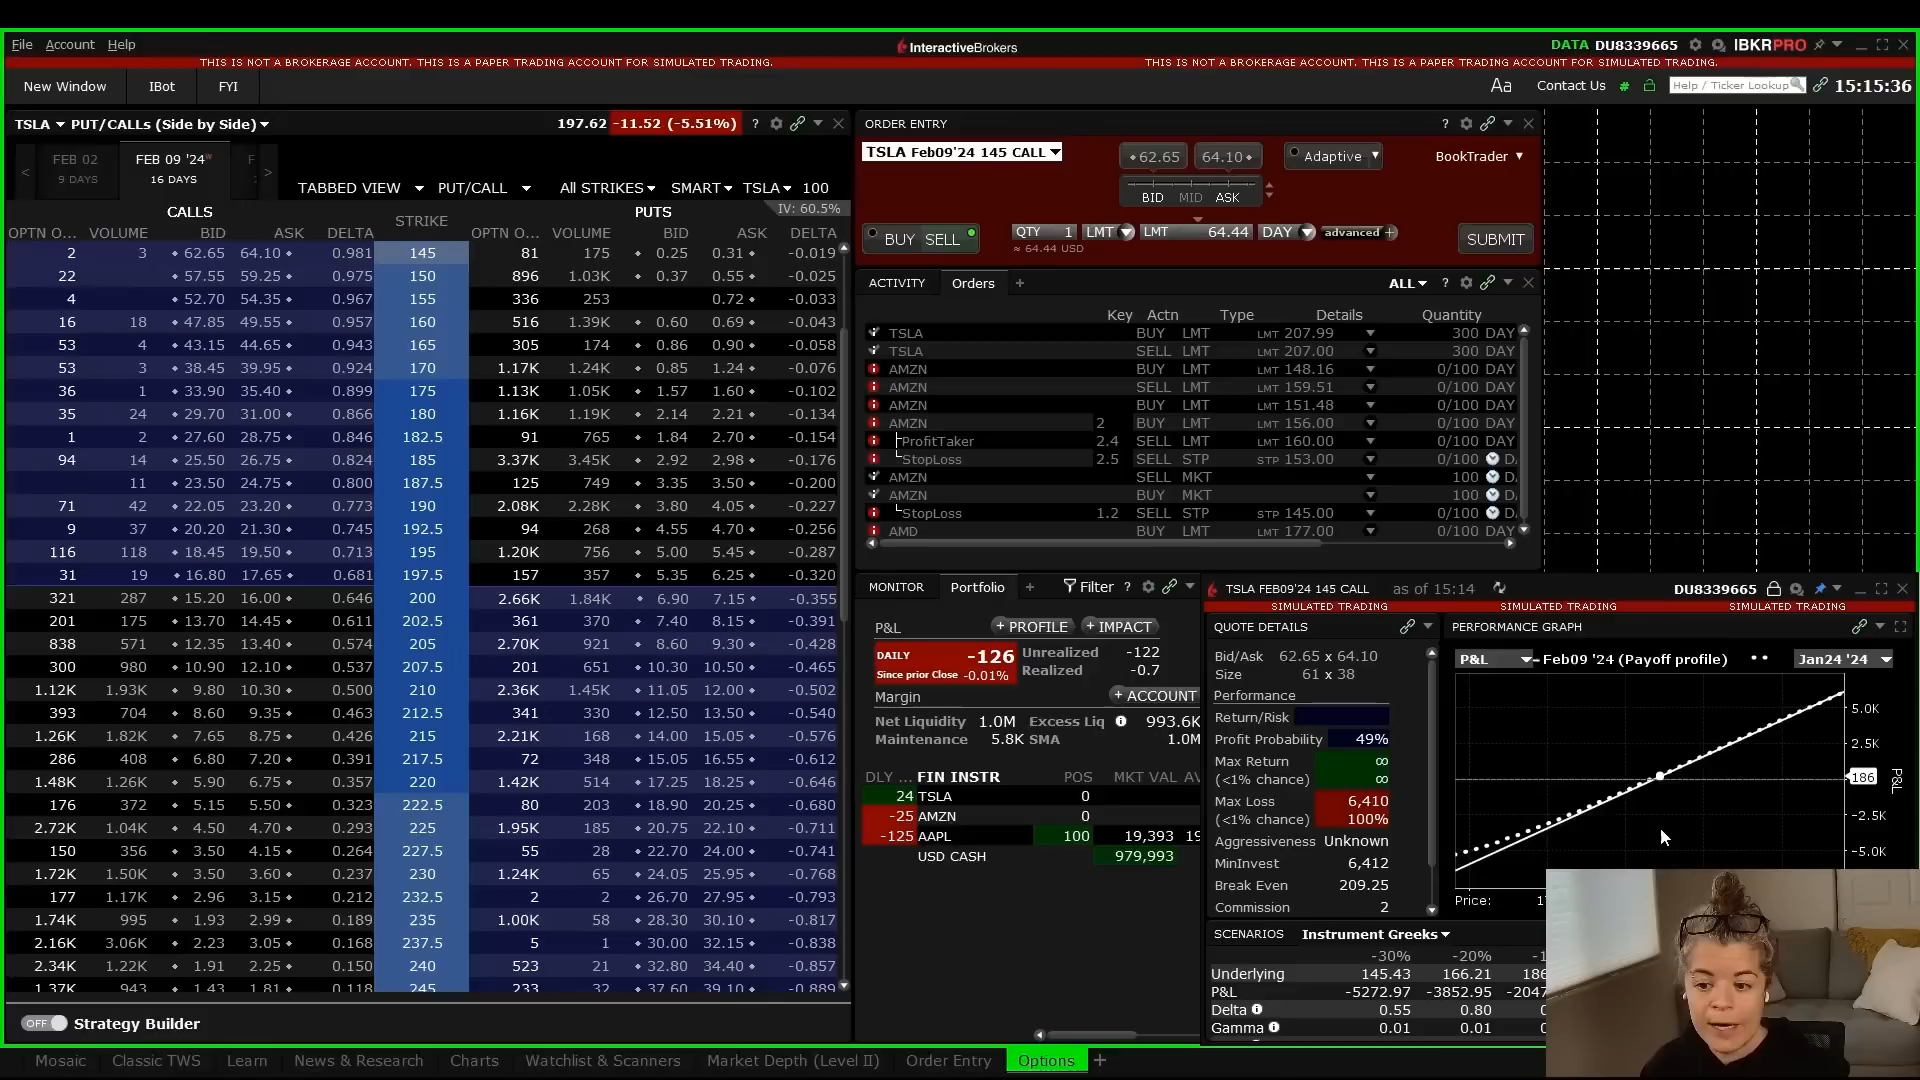 File Account Help
InteractiveBrokers
DATA DU8339665 IBKRPRO
THIS IS NOT A BROKERAGE ACCOUNT. THIS IS A PAPER TRADING ACCOUNT FOR SIMULATED TRADING.
THIS IS NOT A BROKERAGE ACCOUNT. THIS IS A PAPER TRADING ACCOUNT FOR SIMULATED TRADING.
New Window IBot FYI
Aa Contact Us # Help / Ticker Lookup 15:15:36
TSLA PUT/CALLs (Side by Side) 197.62 -11.52 (-5.51%) ?
FEB 02
9 DAYS
FEB 09 '24
16 DAYS
TABBED VIEW PUT/CALL All STRIKES SMART TSLA 100
CALLS STRIKE PUTS IV: 60.5%
OPTN O... VOLUME BID ASK DELTA OPTN O... VOLUME BID ASK DELTA
2 3 62.65 64.10 0.981 145 81 175 0.25 0.31 -0.019
22 57.55 59.25 0.975 150 896 1.03K 0.37 0.55 -0.025
4 52.70 54.35 0.967 155 336 253 0.72 -0.033
16 18 47.85 49.55 0.957 160 516 1.39K 0.60 0.69 -0.043
53 4 43.15 44.65 0.943 165 305 174 0.86 0.90 -0.058
53 3 38.45 39.95 0.924 170 1.17K 1.24K 0.85 1.24 -0.076
36 1 33.90 35.40 0.899 175 1.13K 1.05K 1.57 1.60 -0.102
35 24 29.70 31.00 0.866 180 1.16K 1.19K 2.14 2.21 -0.134
1 2 27.60 28.75 0.846 182.5 91 765 1.84 2.70 -0.154
94 14 25.50 26.75 0.824 185 3.37K 3.45K 2.92 2.98 -0.176
11 23.50 24.75 0.800 187.5 125 749 3.35 3.50 -0.200
71 42 22.05 23.20 0.773 190 2.08K 2.28K 3.80 4.05 -0.227
9 37 20.20 21.30 0.745 192.5 94 268 4.55 4.70 -0.256
116 118 18.45 19.50 0.713 195 1.20K 756 5.00 5.45 -0.287
31 19 16.80 17.65 0.681 197.5 157 357 5.35 6.25 -0.320
321 287 15.20 16.00 0.646 200 2.66K 1.84K 6.90 7.15 -0.355
201 175 13.70 14.45 0.611 202.5 361 370 7.40 8.15 -0.391
838 571 12.35 13.40 0.574 205 2.70K 921 8.60 9.30 -0.428
300 980 10.90 12.10 0.537 207.5 201 651 10.30 10.50 -0.465
1.12K 1.93K 9.80 10.30 0.500 210 2.36K 1.45K 11.05 12.00 -0.502
393 704 8.60 9.35 0.463 212.5 341 330 12.50 13.50 -0.540
1.26K 1.82K 7.65 8.75 0.426 215 2.21K 168 14.00 15.05 -0.576
286 408 6.80 7.20 0.391 217.5 72 348 15.05 16.55 -0.612
1.48K 1.26K 5.90 6.75 0.357 220 1.42K 514 17.25 18.25 -0.646
176 372 5.15 5.50 0.323 222.5 80 203 18.90 20.25 -0.680
2.72K 1.04K 4.50 4.70 0.293 225 1.95K 185 20.75 22.10 -0.711
150 356 3.50 4.15 0.264 227.5 55 28 22.70 24.00 -0.741
1.72K 1.50K 3.50 3.60 0.237 230 1.24K 65 24.05 25.95 -0.768
177 1.17K 2.96 3.15 0.212 232.5 2 2 26.70 27.95 -0.793
1.74K 995 1.93 2.99 0.189 235 1.00K 58 28.30 30.10 -0.817
2.16K 3.06K 2.23 3.05 0.168 237.5 5 1 30.00 32.15 -0.838
2.34K 1.22K 1.91 2.25 0.150 240 523 21 32.80 34.40 -0.857
1.37K 943 1.43 1.81 0.118 245 233 32 37.60 39.10 -0.889
OFF Strategy Builder
ORDER ENTRY ?
TSLA Feb09'24 145 CALL 62.65 64.10 Adaptive BookTrader
BID MID ASK
BUY SELL QTY 1 LMT LMT 64.44 DAY advanced + SUBMIT
≈ 64.44 USD
ACTIVITY Orders + ALL ?
Key Actn Type Details Quantity
TSLA BUY LMT LMT 207.99 300 DAY
TSLA SELL LMT LMT 207.00 300 DAY
AMZN BUY LMT LMT 148.16 0/100 DAY
AMZN SELL LMT LMT 159.51 0/100 DAY
AMZN BUY LMT LMT 151.48 0/100 DAY
AMZN 2 BUY LMT LMT 156.00 0/100 DAY
ProfitTaker 2.4 SELL LMT LMT 160.00 0/100 DAY
StopLoss 2.5 SELL STP STP 153.00 0/100
AMZN SELL MKT 100
AMZN BUY MKT 100
StopLoss 1.2 SELL STP STP 145.00 0/100
AMD BUY LMT LMT 177.00 0/100 DAY
MONITOR Portfolio + Filter ?
P&L + PROFILE + IMPACT
DAILY -126 Unrealized -122
Since prior Close -0.01% Realized -0.7
Margin + ACCOUNT
Net Liquidity 1.0M Excess Liq 993.6K
Maintenance 5.8K SMA 1.0M
DLY ... FIN INSTR POS MKT VAL AV
24 TSLA 0
-25 AMZN 0
-125 AAPL 100 19,393 19
USD CASH 979,993
TSLA FEB09'24 145 CALL as of 15:14 DU8339665
SIMULATED TRADING SIMULATED TRADING SIMULATED TRADING
QUOTE DETAILS
Bid/Ask 62.65 x 64.10
Size 61 x 38
Performance
Return/Risk
Profit Probability 49%
Max Return ∞
(<1% chance) ∞
Max Loss 6,410
(<1% chance) 100%
Aggressiveness Unknown
MinInvest 6,412
Break Even 209.25
Commission 2
PERFORMANCE GRAPH
P&L Feb09 '24 (Payoff profile) Jan24 '24
5.0K
2.5K
186
-2.5K
-5.0K
P&L
Price:
SCENARIOS Instrument Greeks
-30% -20% -1
Underlying 145.43 166.21 186
P&L -5272.97 -3852.95 -2047
Delta 0.55 0.80 0
Gamma 0.01 0.01 0
Mosaic Classic TWS Learn News & Research Charts Watchlist & Scanners Market Depth (Level II) Order Entry Options +